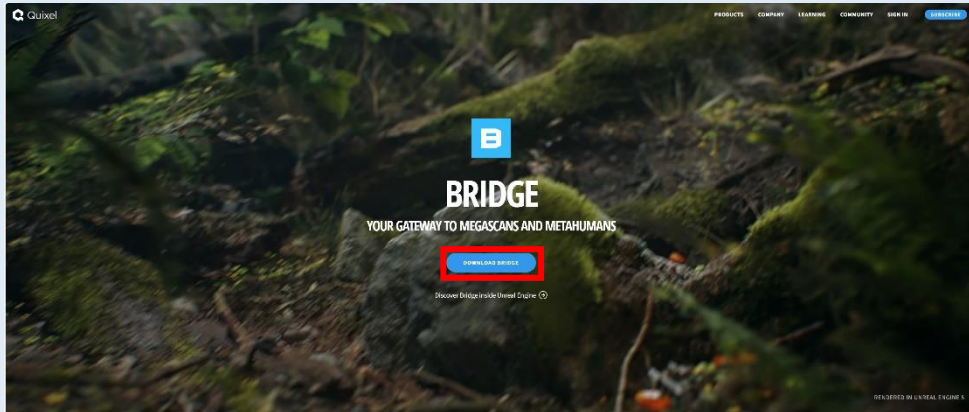 Quixel
PRODUCTS COMPANY LEARNING COMMUNITY SIGN IN SUBSCRIBE
B
BRIDGE
YOUR GATEWAY TO MEGASCANS AND METAHUMANS
DOWNLOAD BRIDGE
Discover Bridge inside Unreal Engine
RENDERED IN UNREAL ENGINE 5